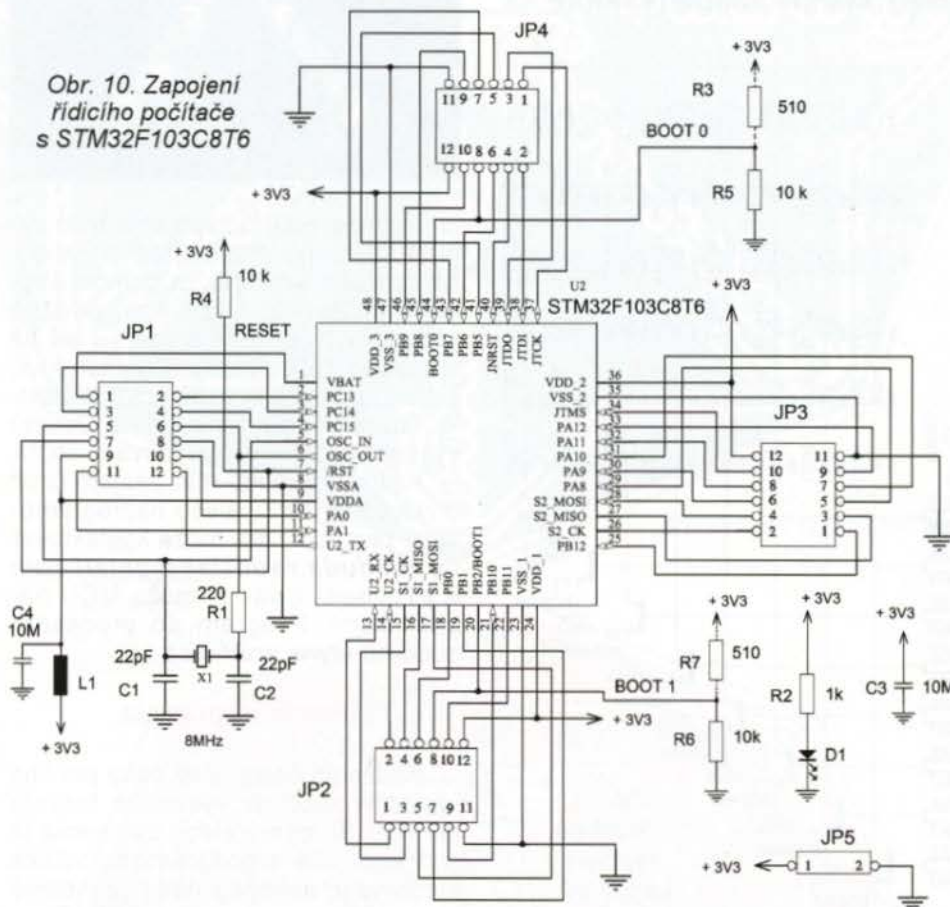 Obr. 10. Zapojení
řídicího počítače
s STM32F103C8T6
JP4
11 9 7 5 3 1
12 10 8 6 4 2
+ 3V3
+ 3V3
R3
510
BOOT 0
R5
10 k
+ 3V3
R4
10 k
RESET
JP1
1 2
3 4
5 6
7 8
9 10
11 12
U2
STM32F103C8T6
48 47 46 45 44 43 42 41 40 39 38 37
VDD_3
VSS_3
PB9
PB8
BOOT0
PB7
PB6
PB5
JNRST
JTDO
JTDI
JTCK
1 VBAT
2 PC13
3 PC14
4 PC15
5 OSC_IN
6 OSC_OUT
7 /RST
8 VSSA
9 VDDA
10 PA0
11 PA1
12 U2_TX
VDD_2 36
VSS_2 35
JTMS 34
PA12 33
PA11 32
PA10 31
PA9 30
PA8 29
S2_MOSI 28
S2_MISO 27
S2_CK 26
PB12 25
U2_RX
U2_CK
S1_CK
S1_MISO
S1_MOSI
PB0
PB1
PB2/BOOT1
PB10
PB11
VSS_1
VDD_1
13 14 15 16 17 18 19 20 21 22 23 24
+ 3V3
JP3
12 11
10 9
8 7
6 5
4 3
2 1
C4
10M
L1
+ 3V3
220
R1
22pF
C1
X1
22pF
C2
8MHz
JP2
2 4 6 8 10 12
1 3 5 7 9 11
+ 3V3
BOOT 1
+ 3V3
R7
510
R6
10k
+ 3V3
R2
1k
D1
+ 3V3
C3
10M
JP5
+ 3V3
1 2